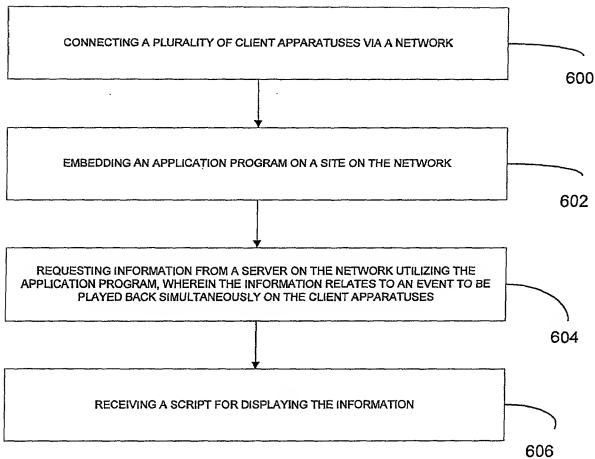 CONNECTING A PLURALITY OF CLIENT APPARATUSES VIA A NETWORK
600
EMBEDDING AN APPLICATION PROGRAM ON A SITE ON THE NETWORK
602
REQUESTING INFORMATION FROM A SERVER ON THE NETWORK UTILIZING THE
APPLICATION PROGRAM, WHEREIN THE INFORMATION RELATES TO AN EVENT TO BE
PLAYED BACK SIMULTANEOUSLY ON THE CLIENT APPARATUSES
604
RECEIVING A SCRIPT FOR DISPLAYING THE INFORMATION
606